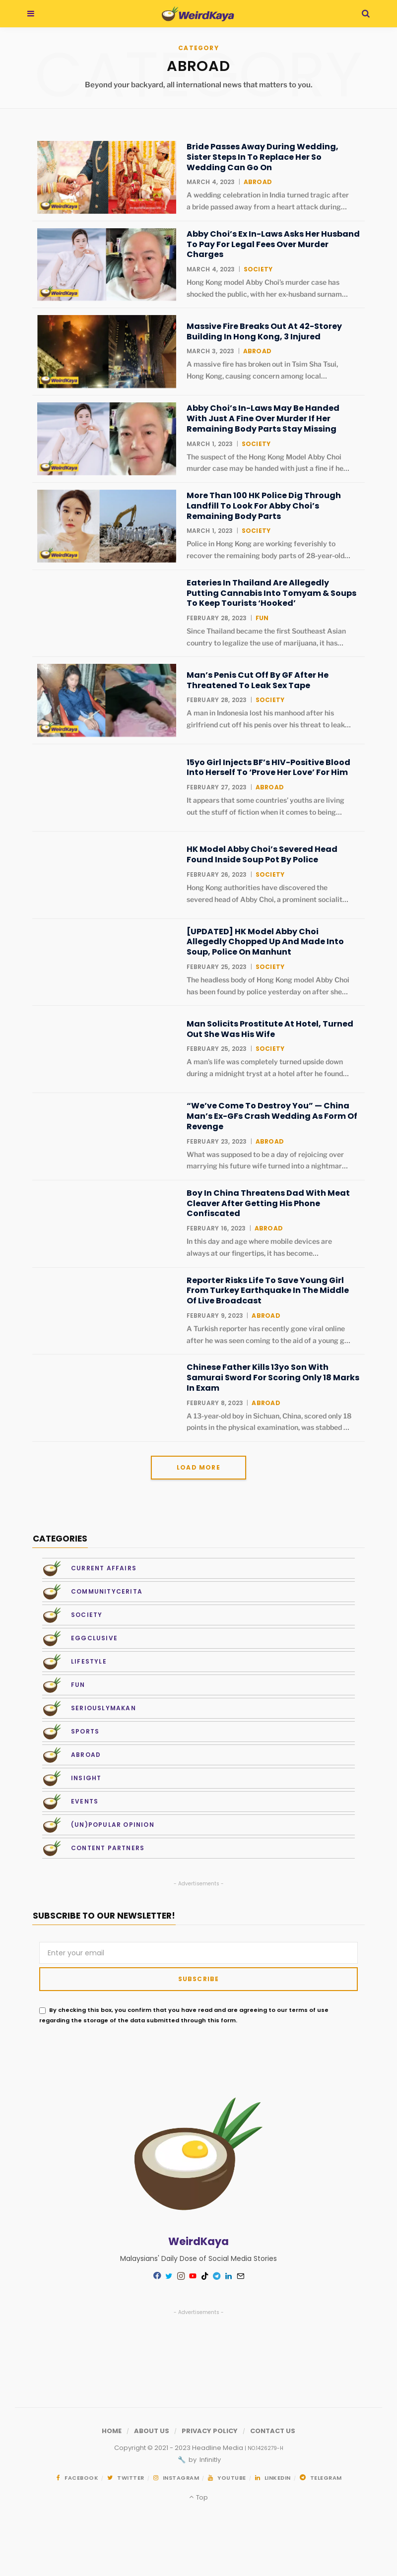 WeirdKaya
CATEGORY
ABROAD
Beyond your backyard, all international news that matters to you.
Bride Passes Away During Wedding,
Sister Steps In To Replace Her So
Wedding Can Go On
MARCH 4, 2023 | ABROAD
A wedding celebration in India turned tragic after
a bride passed away from a heart attack during...
WeirdKaya
Abby Choi's Ex In-Laws Asks Her Husband
To Pay For Legal Fees Over Murder
Charges
MARCH 4, 2023 | SOCIETY
Hong Kong model Abby Choi's murder case has
shocked the public, with her ex-husband surnam...
WeirdKaya
Massive Fire Breaks Out At 42-Storey
Building In Hong Kong, 3 Injured
MARCH 3, 2023 | ABROAD
A massive fire has broken out in Tsim Sha Tsui,
Hong Kong, causing concern among local...
WeirdKaya
Abby Choi's In-Laws May Be Handed
With Just A Fine Over Murder If Her
Remaining Body Parts Stay Missing
MARCH 1, 2023 | SOCIETY
The suspect of the Hong Kong Model Abby Choi
murder case may be handed with just a fine if he...
WeirdKaya
More Than 100 HK Police Dig Through
Landfill To Look For Abby Choi's
Remaining Body Parts
MARCH 1, 2023 | SOCIETY
Police in Hong Kong are working feverishly to
recover the remaining body parts of 28-year-old...
WeirdKaya
Eateries In Thailand Are Allegedly
Putting Cannabis Into Tomyam & Soups
To Keep Tourists 'Hooked'
FEBRUARY 28, 2023 | FUN
Since Thailand became the first Southeast Asian
country to legalize the use of marijuana, it has...
Man's Penis Cut Off By GF After He
Threatened To Leak Sex Tape
FEBRUARY 28, 2023 | SOCIETY
A man in Indonesia lost his manhood after his
girlfriend cut off his penis over his threat to leak...
WeirdKaya
15yo Girl Injects BF's HIV-Positive Blood
Into Herself To 'Prove Her Love' For Him
FEBRUARY 27, 2023 | ABROAD
It appears that some countries' youths are living
out the stuff of fiction when it comes to being...
HK Model Abby Choi's Severed Head
Found Inside Soup Pot By Police
FEBRUARY 26, 2023 | SOCIETY
Hong Kong authorities have discovered the
severed head of Abby Choi, a prominent socialit...
[UPDATED] HK Model Abby Choi
Allegedly Chopped Up And Made Into
Soup, Police On Manhunt
FEBRUARY 25, 2023 | SOCIETY
The headless body of Hong Kong model Abby Choi
has been found by police yesterday on after she...
Man Solicits Prostitute At Hotel, Turned
Out She Was His Wife
FEBRUARY 25, 2023 | SOCIETY
A man's life was completely turned upside down
during a midnight tryst at a hotel after he found...
"We've Come To Destroy You" — China
Man's Ex-GFs Crash Wedding As Form Of
Revenge
FEBRUARY 23, 2023 | ABROAD
What was supposed to be a day of rejoicing over
marrying his future wife turned into a nightmar...
Boy In China Threatens Dad With Meat
Cleaver After Getting His Phone
Confiscated
FEBRUARY 16, 2023 | ABROAD
In this day and age where mobile devices are
always at our fingertips, it has become...
Reporter Risks Life To Save Young Girl
From Turkey Earthquake In The Middle
Of Live Broadcast
FEBRUARY 9, 2023 | ABROAD
A Turkish reporter has recently gone viral online
after he was seen coming to the aid of a young g...
Chinese Father Kills 13yo Son With
Samurai Sword For Scoring Only 18 Marks
In Exam
FEBRUARY 8, 2023 | ABROAD
A 13-year-old boy in Sichuan, China, scored only 18
points in the physical examination, was stabbed ...
LOAD MORE
CATEGORIES
CURRENT AFFAIRS
COMMUNITYCERITA
SOCIETY
EGGCLUSIVE
LIFESTYLE
FUN
SERIOUSLYMAKAN
SPORTS
ABROAD
INSIGHT
EVENTS
(UN)POPULAR OPINION
CONTENT PARTNERS
- Advertisements -
SUBSCRIBE TO OUR NEWSLETTER!
Enter your email
SUBSCRIBE
By checking this box, you confirm that you have read and are agreeing to our terms of use
regarding the storage of the data submitted through this form.
WeirdKaya
Malaysians' Daily Dose of Social Media Stories
- Advertisements -
HOME / ABOUT US / PRIVACY POLICY / CONTACT US
Copyright © 2021 - 2023 Headline Media | NO.1426279-H
🔧 by Infinitly
FACEBOOK TWITTER INSTAGRAM YOUTUBE LINKEDIN TELEGRAM
Top